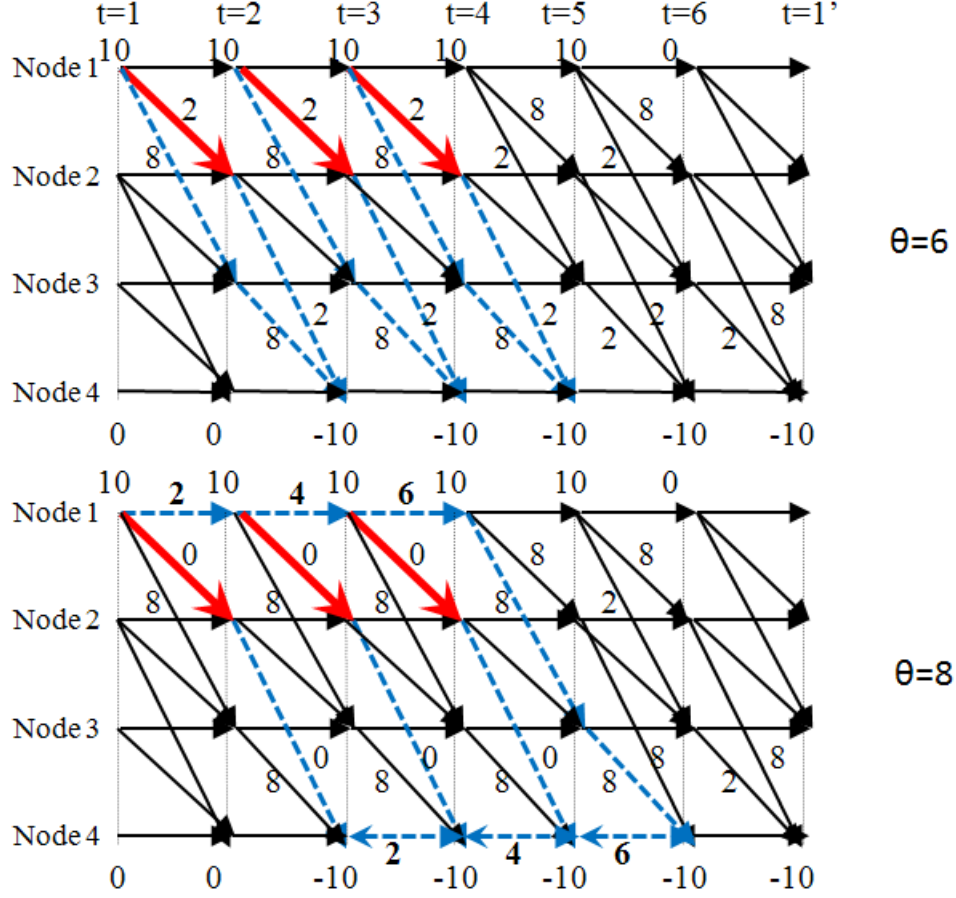 t=1 t=2 t=3 t=4 t=5 t=6 t=1’
10 10 10 10 10 0
Node 1
2 2 2 8 8
8 8 8 2 2
Node 2
θ=6
Node 3
2 2 2 2 8
8 8 8 2 2
Node 4
0 0 -10 -10 -10 -10 -10
10 2 10 4 10 6 10 10 0
Node 1
0 0 0 8 8
8 8 8 8 2
Node 2
θ=8
Node 3
0 0 0 8 8
8 8 8 8 2
Node 4
2 4 6
0 0 -10 -10 -10 -10 -10